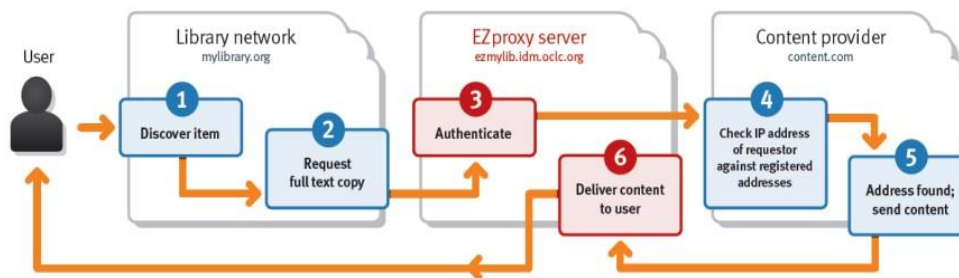 User
Library network
mylibrary.org
1
Discover item
2
Request
full text copy
EZproxy server
ezmylib.idm.oclc.org
3
Authenticate
6
Deliver content
to user
Content provider
content.com
4
Check IP address
of requestor
against registered
addresses
5
Address found;
send content